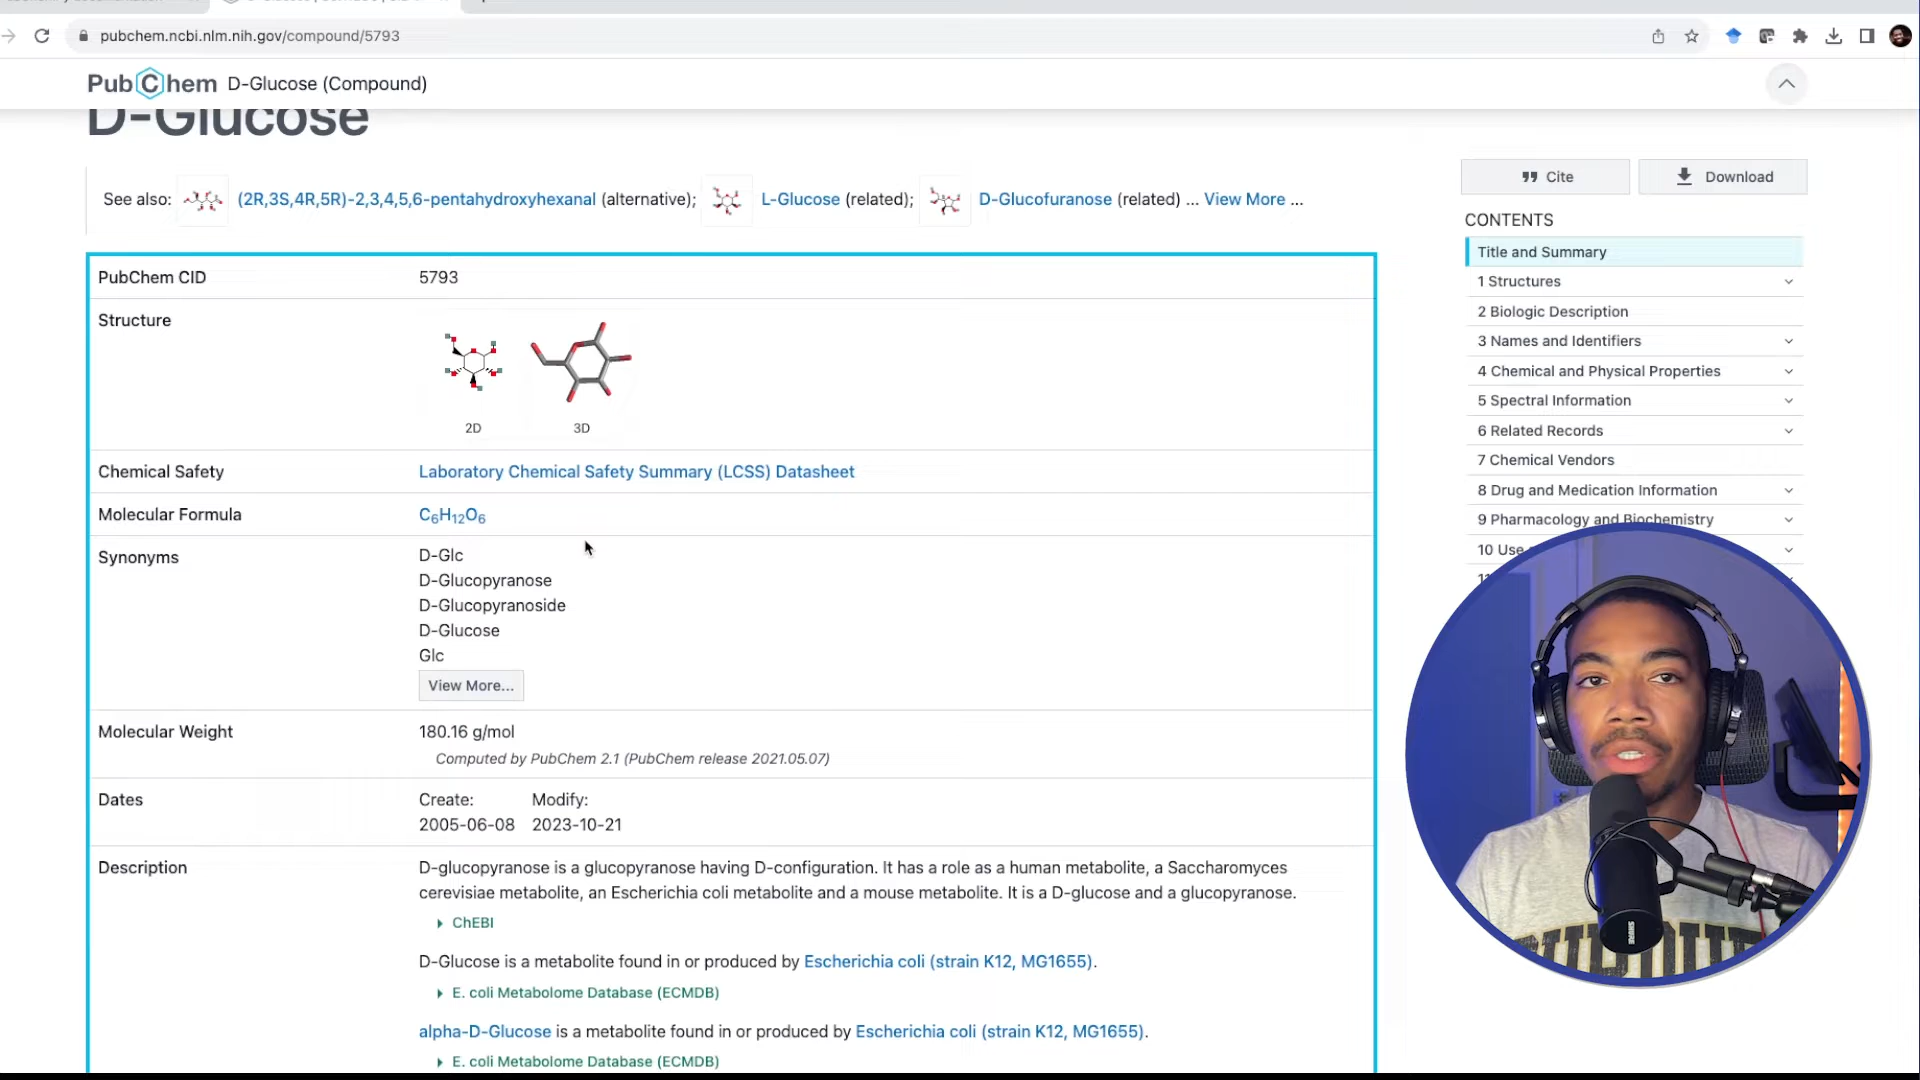 pubchem.ncbi.nlm.nih.gov/compound/5793
PubChem D-Glucose (Compound)
D-Glucose
See also: (2R,3S,4R,5R)-2,3,4,5,6-pentahydroxyhexanal (alternative); L-Glucose (related); D-Glucofuranose (related) ... View More ...
Cite
Download
CONTENTS
Title and Summary
1 Structures
2 Biologic Description
3 Names and Identifiers
4 Chemical and Physical Properties
5 Spectral Information
6 Related Records
7 Chemical Vendors
8 Drug and Medication Information
9 Pharmacology and Biochemistry
10 Use
PubChem CID 5793
Structure
2D 3D
Chemical Safety Laboratory Chemical Safety Summary (LCSS) Datasheet
Molecular Formula C₆H₁₂O₆
Synonyms D-Glc
D-Glucopyranose
D-Glucopyranoside
D-Glucose
Glc
View More...
Molecular Weight 180.16 g/mol
Computed by PubChem 2.1 (PubChem release 2021.05.07)
Dates Create: Modify:
2005-06-08 2023-10-21
Description D-glucopyranose is a glucopyranose having D-configuration. It has a role as a human metabolite, a Saccharomyces
cerevisiae metabolite, an Escherichia coli metabolite and a mouse metabolite. It is a D-glucose and a glucopyranose.
ChEBI
D-Glucose is a metabolite found in or produced by Escherichia coli (strain K12, MG1655).
E. coli Metabolome Database (ECMDB)
alpha-D-Glucose is a metabolite found in or produced by Escherichia coli (strain K12, MG1655).
E. coli Metabolome Database (ECMDB)
SHURE